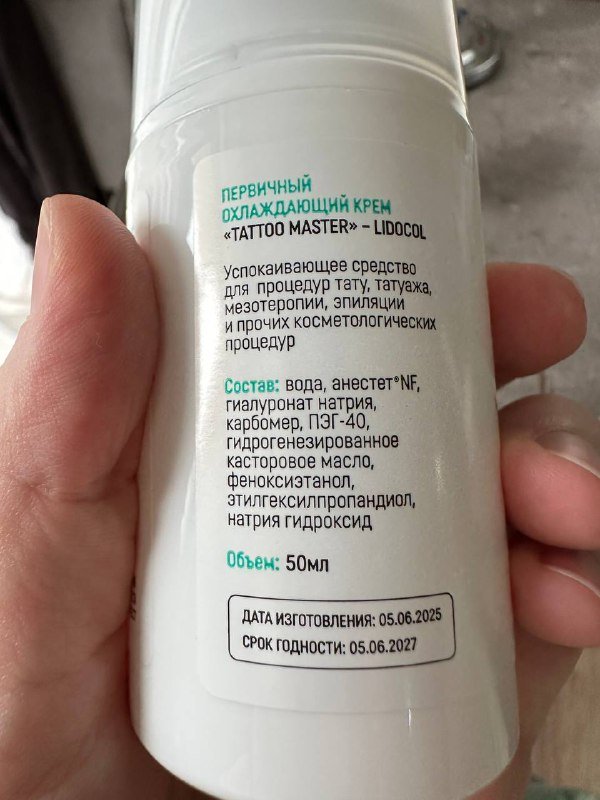 ПЕРВИЧНЫЙ
ОХЛАЖДАЮЩИЙ КРЕМ
«TATTOO MASTER» – LIDOCOL
Успокаивающее средство
для процедур тату, татуажа,
мезотерапии, эпиляции
и прочих косметологических
процедур
Состав: вода, анестет®NF,
гиалуронат натрия,
карбомер, ПЭГ-40,
гидрогенезированное
касторовое масло,
феноксиэтанол,
этилгексилпропандиол,
натрия гидроксид
Объем: 50мл
ДАТА ИЗГОТОВЛЕНИЯ: 05.06.2025
СРОК ГОДНОСТИ: 05.06.2027